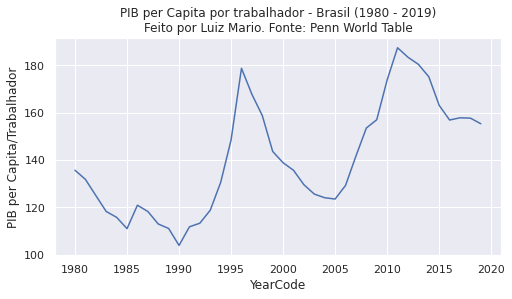 PIB per Capita por trabalhador - Brasil (1980 - 2019)
Feito por Luiz Mario. Fonte: Penn World Table
PIB per Capita/Trabalhador
180
160
140
120
100
1980 1985 1990 1995 2000 2005 2010 2015 2020
YearCode